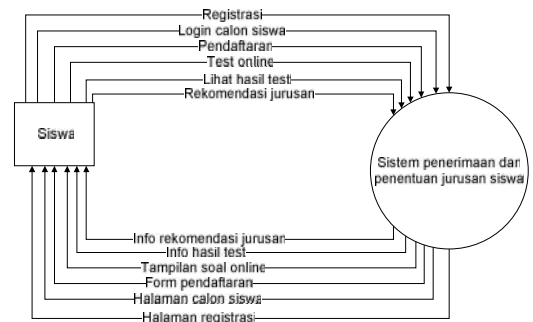 Registrasi
Login calon siswa
Pendaftaran
Test online
Lihat hasil test
Rekomendasi jurusan
Siswa
Sistem penerimaan dan
penentuan jurusan siswa
Info rekomendasi jurusan
Info hasil test
Tampilan soal online
Form pendaftaran
Halaman calon siswa
Halaman registrasi